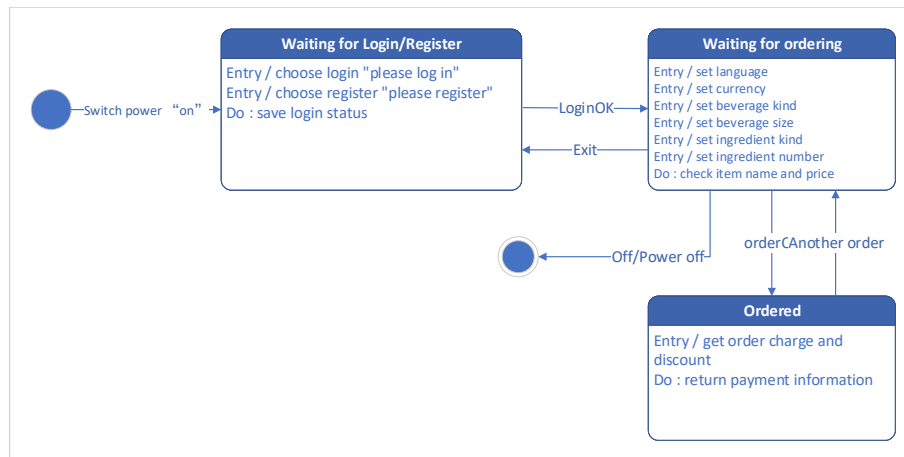 Waiting for Login/Register
Entry / choose login "please log in"
Entry / choose register "please register"
Do : save login status
Switch power “on”
LoginOK
Exit
Waiting for ordering
Entry / set language
Entry / set currency
Entry / set beverage kind
Entry / set beverage size
Entry / set ingredient kind
Entry / set ingredient number
Do : check item name and price
Off/Power off
Another order
Ordered
Entry / get order charge and
discount
Do : return payment information